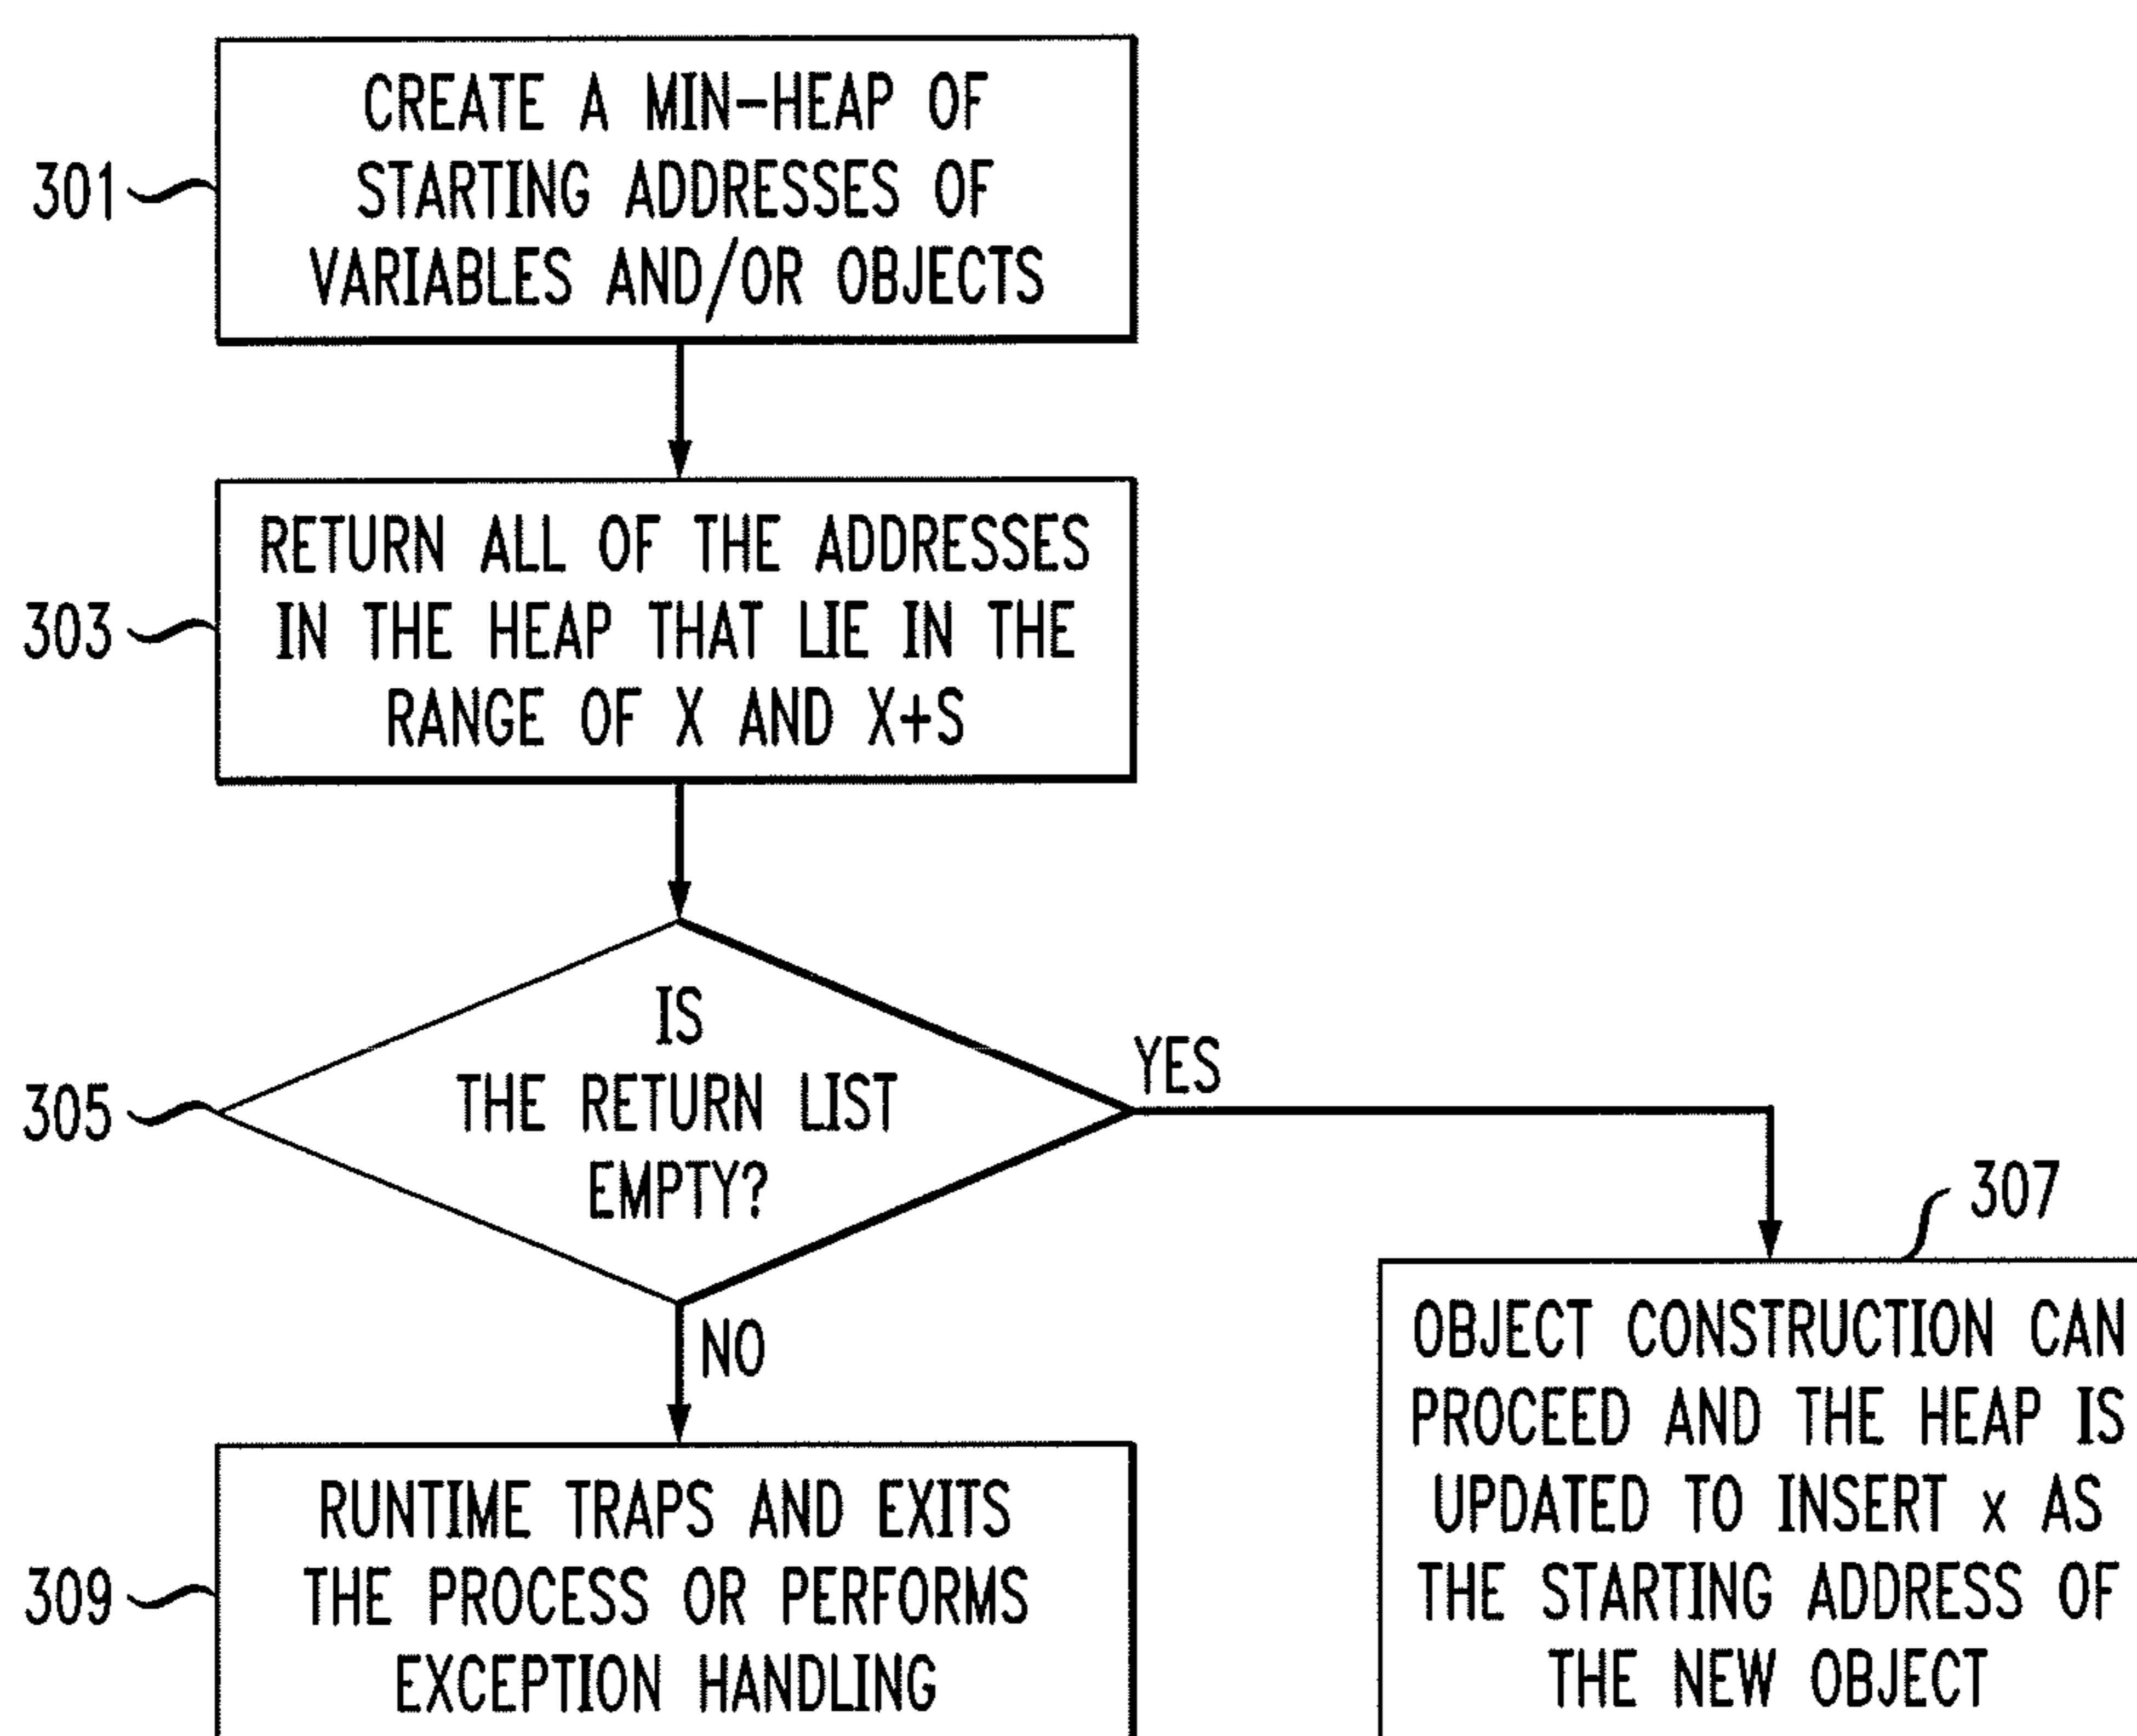 CREATE A MIN-HEAP OF
STARTING ADDRESSES OF
VARIABLES AND/OR OBJECTS
301
RETURN ALL OF THE ADDRESSES
IN THE HEAP THAT LIE IN THE
RANGE OF X AND X+S
303
IS
THE RETURN LIST
EMPTY?
305
YES
NO
307
OBJECT CONSTRUCTION CAN
PROCEED AND THE HEAP IS
UPDATED TO INSERT x AS
THE STARTING ADDRESS OF
THE NEW OBJECT
RUNTIME TRAPS AND EXITS
THE PROCESS OR PERFORMS
EXCEPTION HANDLING
309